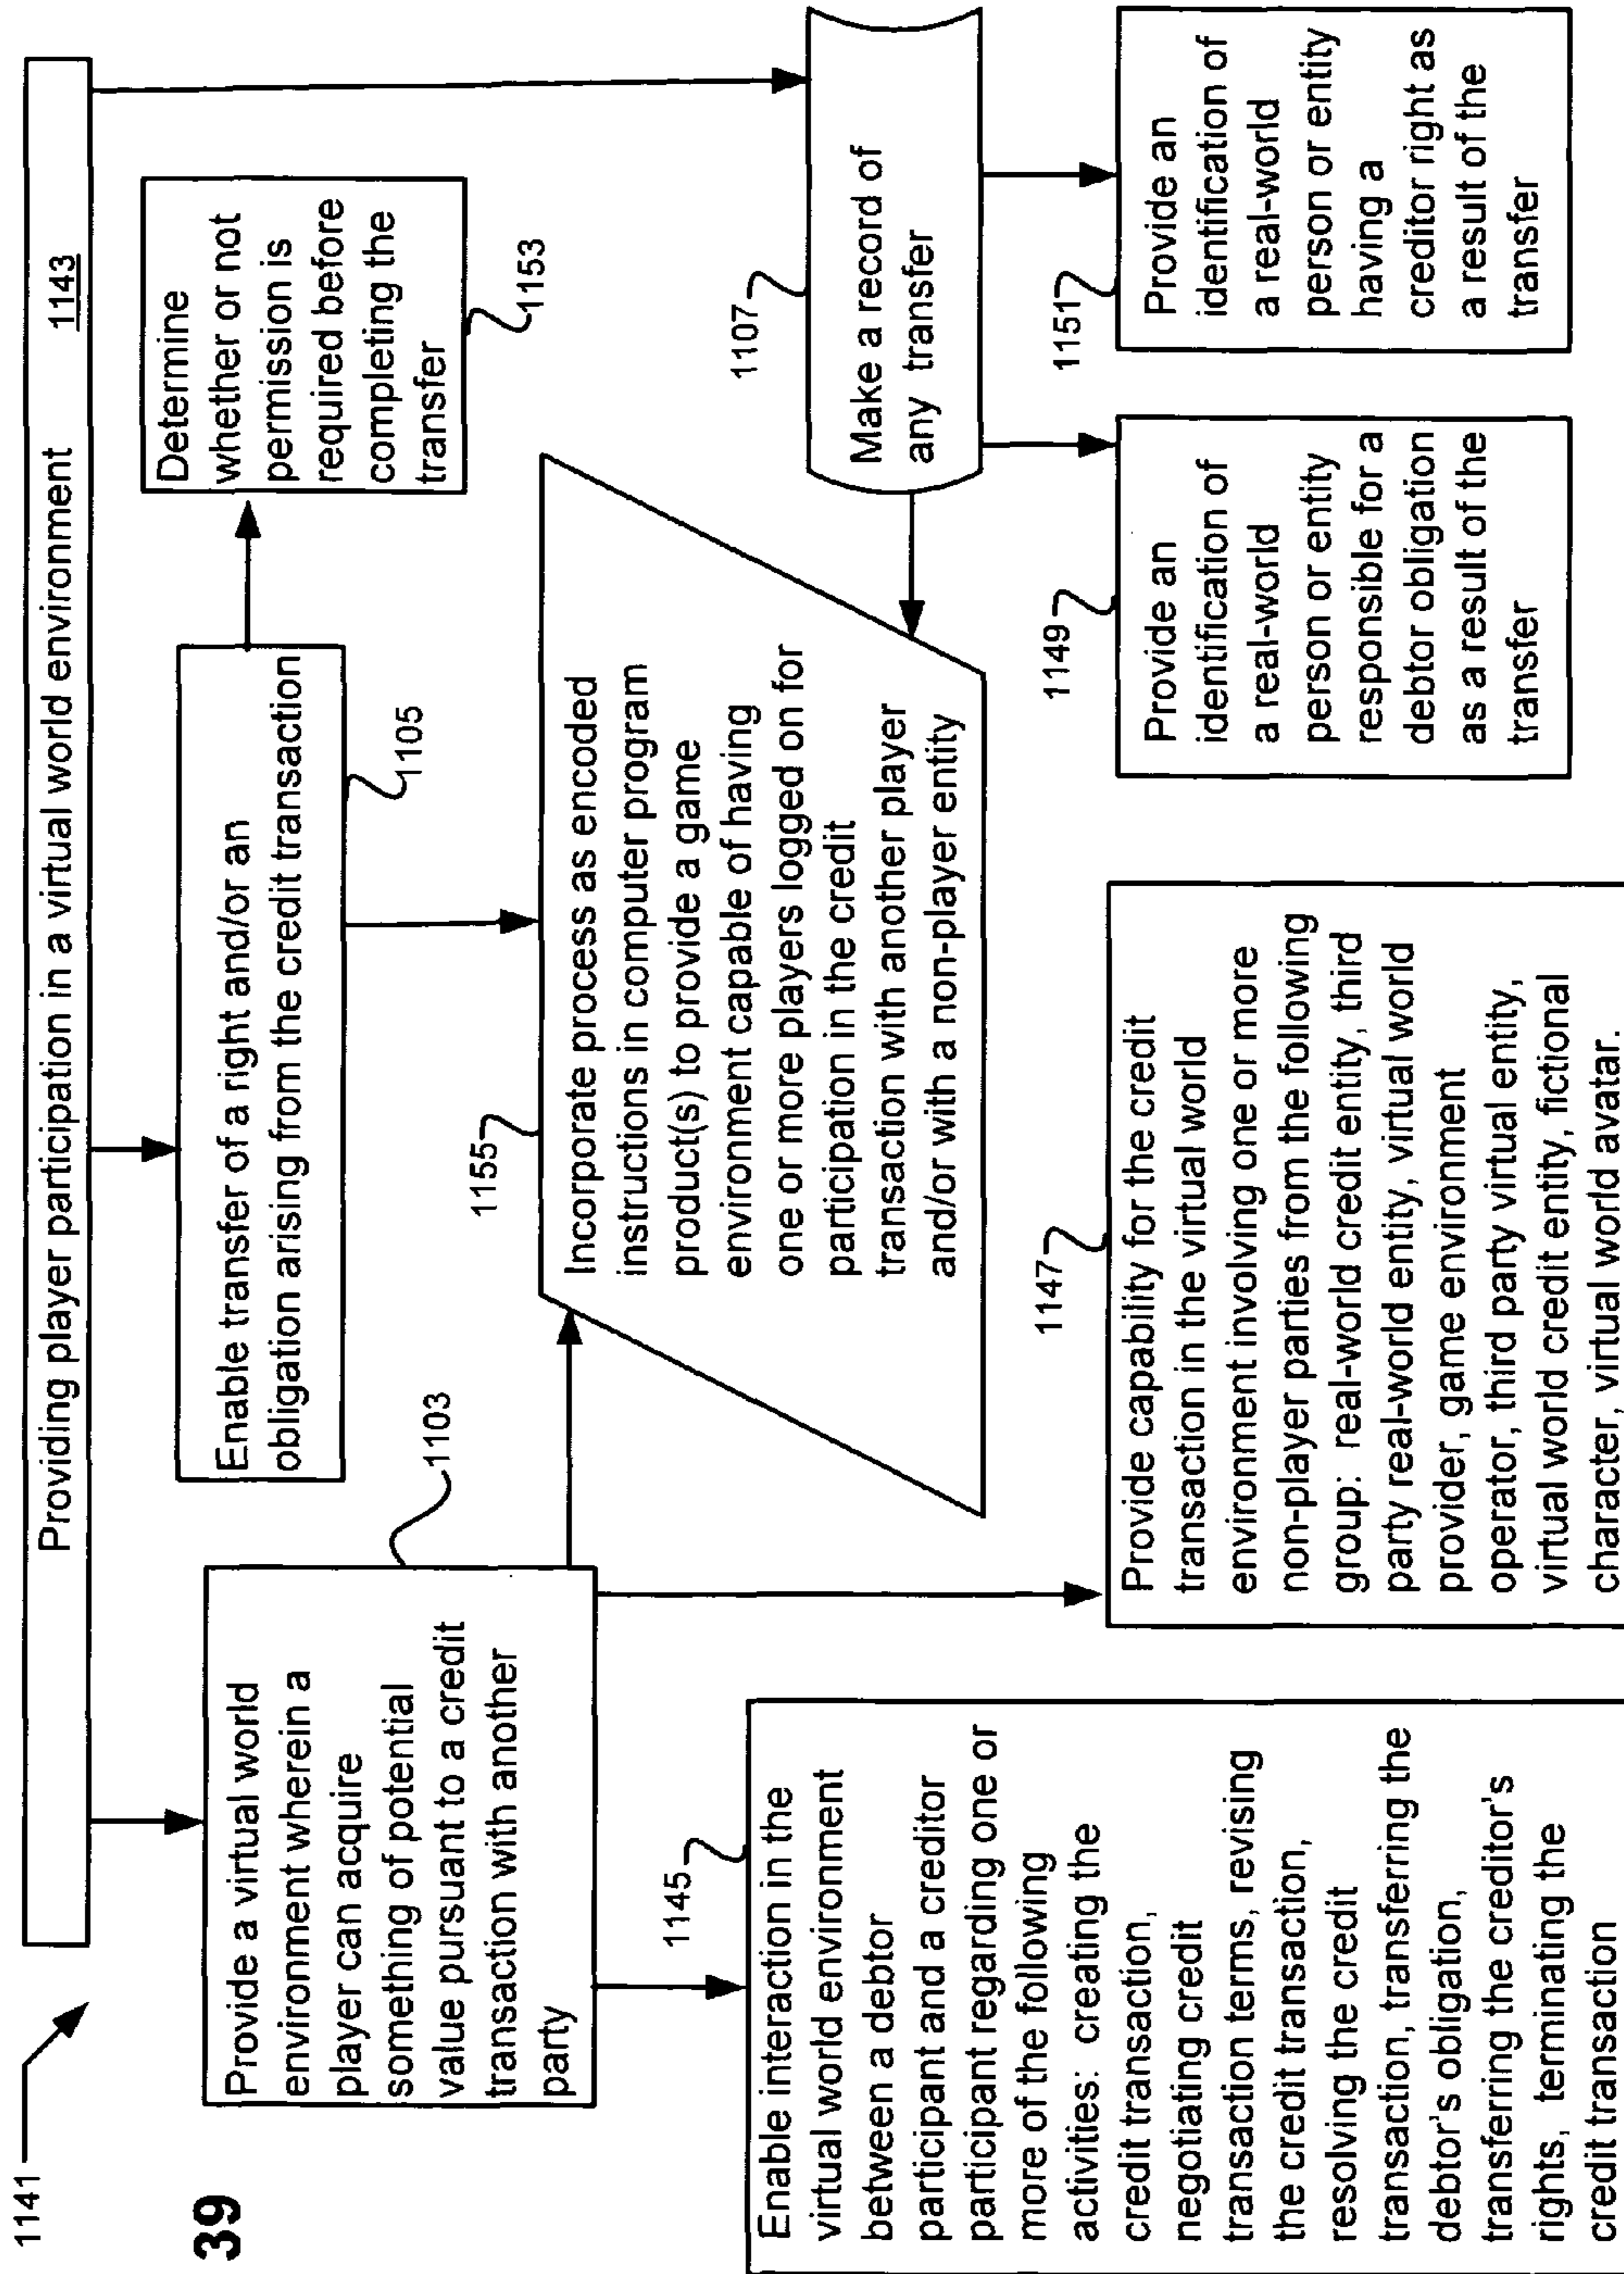 1141
39
Providing player participation in a virtual world environment 1143
Provide a virtual world
environment wherein a
player can acquire
something of potential
value pursuant to a credit
transaction with another
party
1103
Enable transfer of a right and/or an
obligation arising from the credit transaction
1105
Determine
whether or not
permission is
required before
completing the
transfer
1153
1155
Incorporate process as encoded
instructions in computer program
product(s) to provide a game
environment capable of having
one or more players logged on for
participation in the credit
transaction with another player
and/or with a non-player entity
1107
Make a record of
any transfer
1145
Enable interaction in the
virtual world environment
between a debtor
participant and a creditor
participant regarding one or
more of the following
activities: creating the
credit transaction,
negotiating credit
transaction terms, revising
the credit transaction,
resolving the credit
transaction, transferring the
debtor's obligation,
transferring the creditor's
rights, terminating the
credit transaction
1147
Provide capability for the credit
transaction in the virtual world
environment involving one or more
non-player parties from the following
group: real-world credit entity, third
party real-world entity, virtual world
provider, game environment
operator, third party virtual entity,
virtual world credit entity, fictional
character, virtual world avatar.
1149
Provide an
identification of
a real-world
person or entity
responsible for a
debtor obligation
as a result of the
transfer
1151
Provide an
identification of
a real-world
person or entity
having a
creditor right as
a result of the
transfer